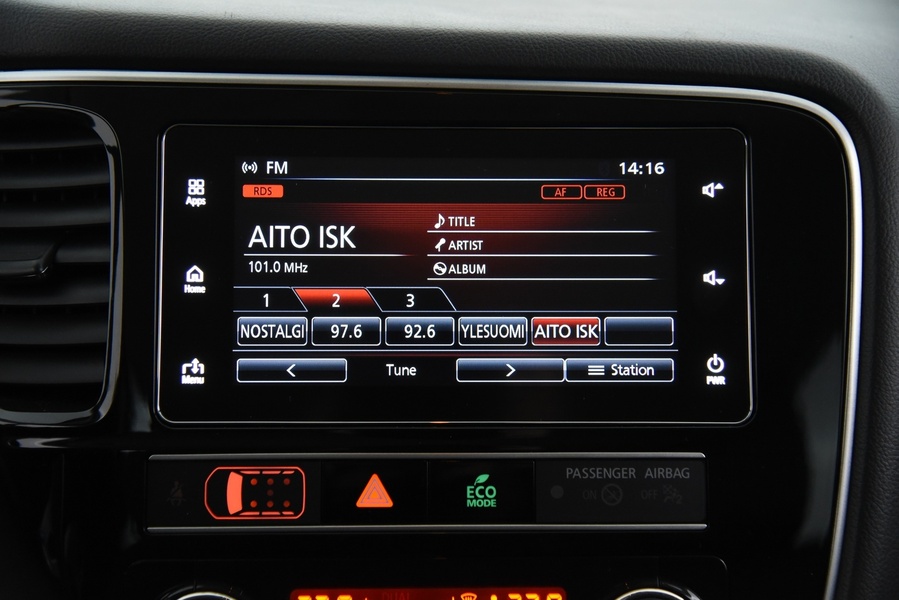 FM 14:16
RDS AF REG
Apps
AITO ISK
TITLE
ARTIST
101.0 MHz
ALBUM
Home
1 2 3
NOSTALGI 97.6 92.6 YLESUOMI AITO ISK
Menu < Tune > Station
PWR
PASSENGER AIRBAG
ECO
MODE
ON OFF
DUAL